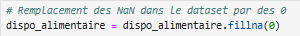 # Remplacement des NaN dans le dataset par des 0
dispo_alimentaire = dispo_alimentaire.fillna(0)